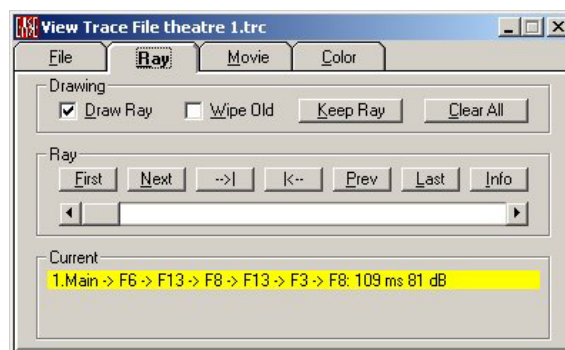 View Trace File theatre 1.trc
File Ray Movie Color
Drawing
Draw Ray Wipe Old Keep Ray Clear All
Ray
First Next -->| |<-- Prev Last Info
Current
1.Main -> F6 -> F13 -> F8 -> F13 -> F3 -> F8: 109 ms 81 dB